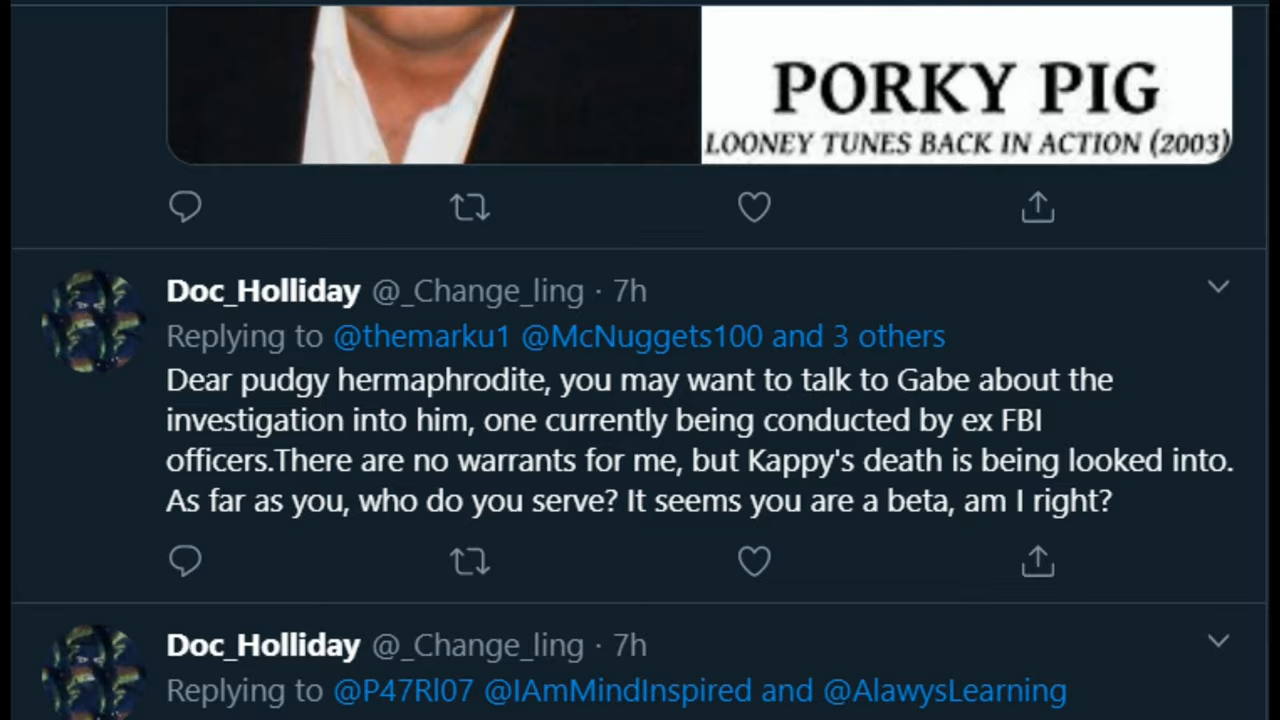 PORKY PIG
LOONEY TUNES BACK IN ACTION (2003)
Doc_Holliday @_Change_ling · 7h
Replying to @themarku1 @McNuggets100 and 3 others
Dear pudgy hermaphrodite, you may want to talk to Gabe about the
investigation into him, one currently being conducted by ex FBI
officers.There are no warrants for me, but Kappy's death is being looked into.
As far as you, who do you serve? It seems you are a beta, am I right?
Doc_Holliday @_Change_ling · 7h
Replying to @P47Rl07 @IAmMindInspired and @AlawysLearning